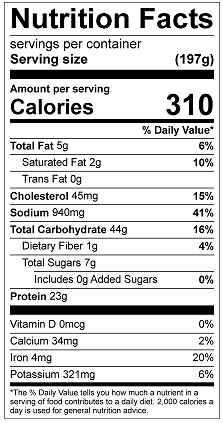 Nutrition Facts
servings per container
Serving size (197g)
Amount per serving
Calories 310
% Daily Value*
Total Fat 5g 6%
Saturated Fat 2g 10%
Trans Fat 0g
Cholesterol 45mg 15%
Sodium 940mg 41%
Total Carbohydrate 44g 16%
Dietary Fiber 1g 4%
Total Sugars 7g
Includes 0g Added Sugars 0%
Protein 23g
Vitamin D 0mcg 0%
Calcium 34mg 2%
Iron 4mg 20%
Potassium 321mg 6%
*The % Daily Value tells you how much a nutrient in a
serving of food contributes to a daily diet. 2,000 calories a
day is used for general nutrition advice.